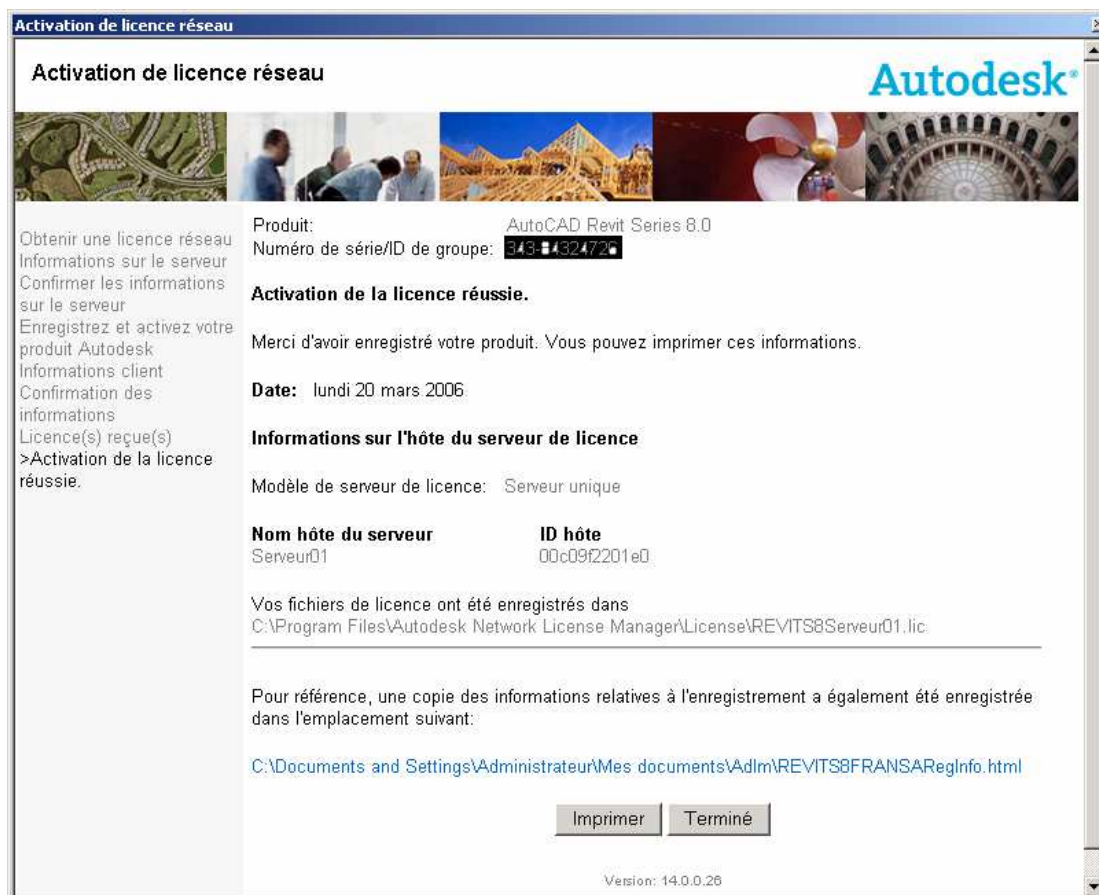 Activation de licence réseau
Activation de licence réseau
Autodesk®
Obtenir une licence réseau
Informations sur le serveur
Confirmer les informations
sur le serveur
Enregistrez et activez votre
produit Autodesk
Informations client
Confirmation des
informations
Licence(s) reçue(s)
>Activation de la licence
réussie.
Produit: AutoCAD Revit Series 8.0
Numéro de série/ID de groupe:
Activation de la licence réussie.
Merci d'avoir enregistré votre produit. Vous pouvez imprimer ces informations.
Date: lundi 20 mars 2006
Informations sur l'hôte du serveur de licence
Modèle de serveur de licence: Serveur unique
Nom hôte du serveur ID hôte
Serveur01 00c09f2201e0
Vos fichiers de licence ont été enregistrés dans
C:\Program Files\Autodesk Network License Manager\License\REVITS8Serveur01.lic
Pour référence, une copie des informations relatives à l'enregistrement a également été enregistrée
dans l'emplacement suivant:
C:\Documents and Settings\Administrateur\Mes documents\Adlm\REVITS8FRANSARegInfo.html
Imprimer Terminé
Version: 14.0.0.26